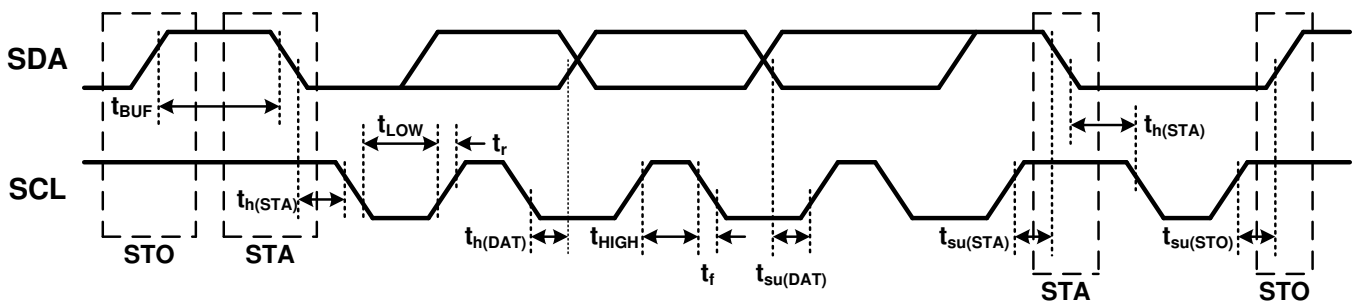 SDA
tBUF
tLOW
tr
th(STA)
SCL
th(STA)
th(DAT)
tHIGH
tf
tsu(DAT)
tsu(STA)
tsu(STO)
STO
STA
STA
STO